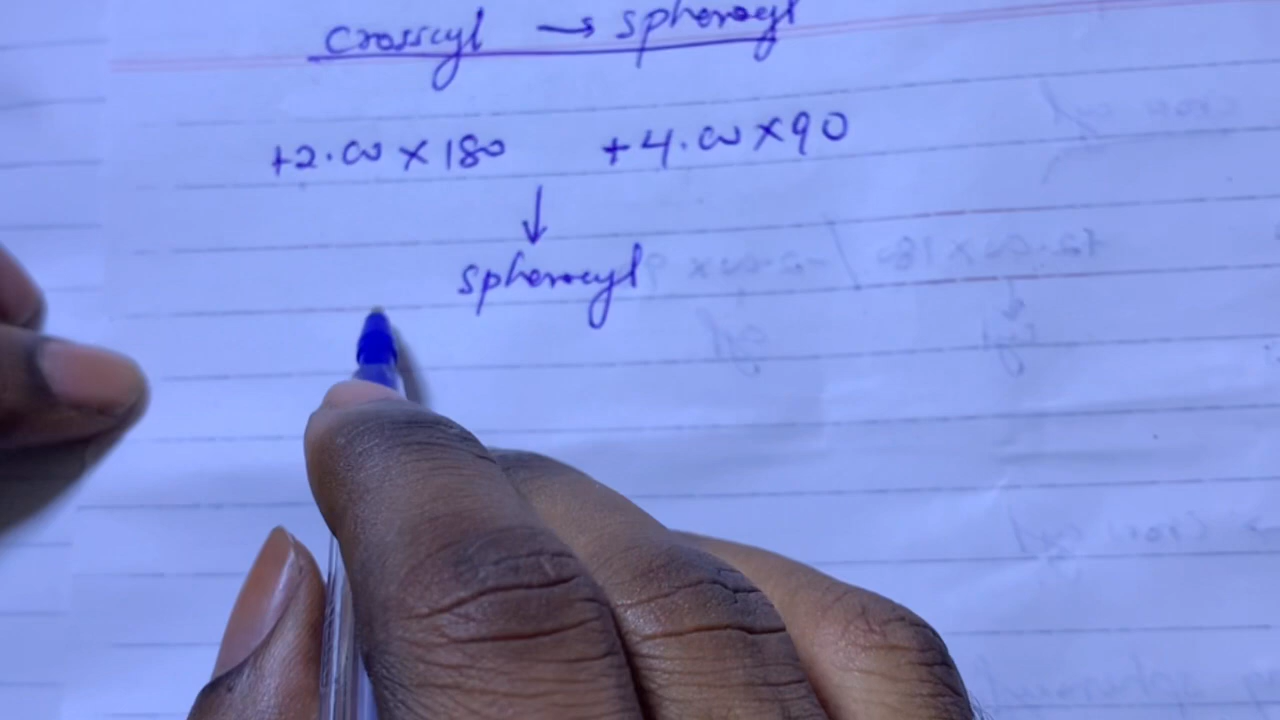 crosscyl → spherocyl
+2.00 × 180 +4.00 × 90
↓
spherocyl